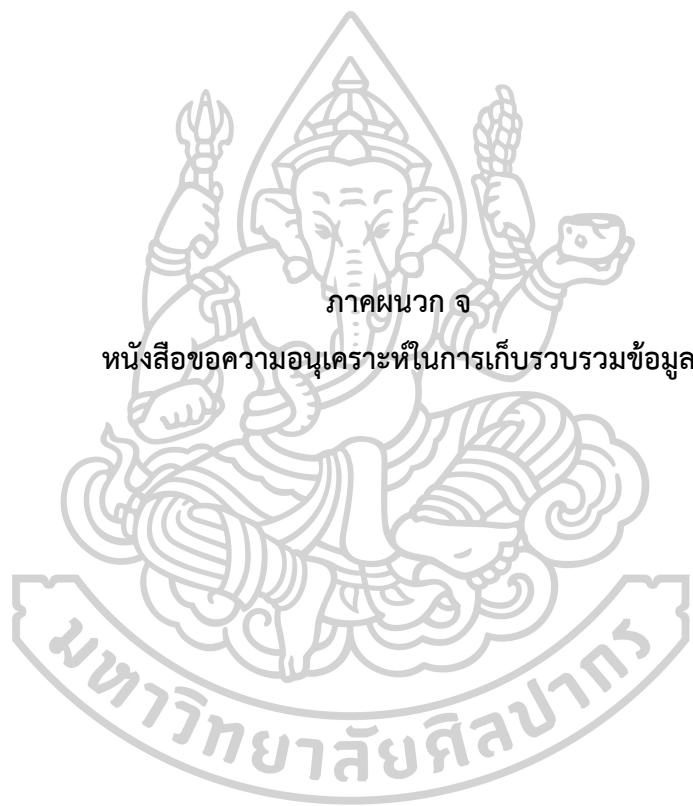 ภาคผนวก จ
หนังสือขอความอนุเคราะห์ในการเก็บรวบรวมข้อมูล
มหาวิทยาลัยศิลปากร